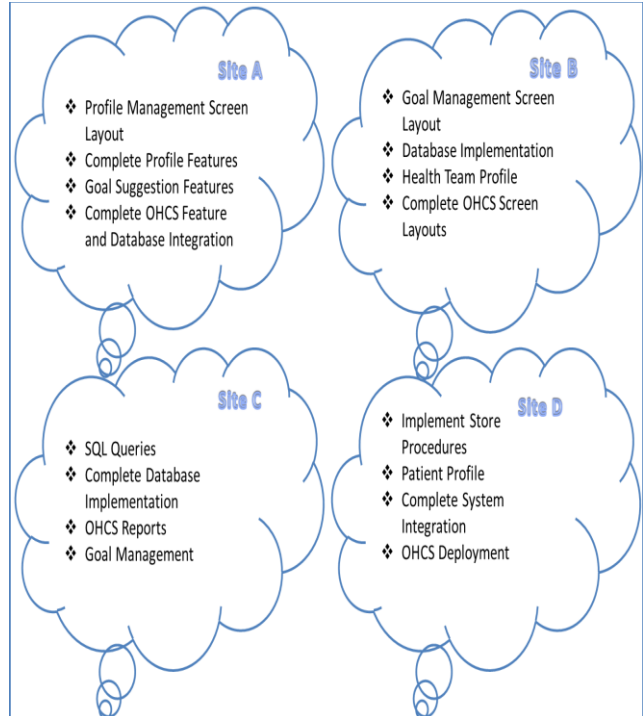 Site A
❖ Profile Management Screen
Layout
❖ Complete Profile Features
❖ Goal Suggestion Features
❖ Complete OHCS Feature
and Database Integration
Site B
❖ Goal Management Screen
Layout
❖ Database Implementation
❖ Health Team Profile
❖ Complete OHCS Screen
Layouts
Site C
❖ SQL Queries
❖ Complete Database
Implementation
❖ OHCS Reports
❖ Goal Management
Site D
❖ Implement Store
Procedures
❖ Patient Profile
❖ Complete System
Integration
❖ OHCS Deployment